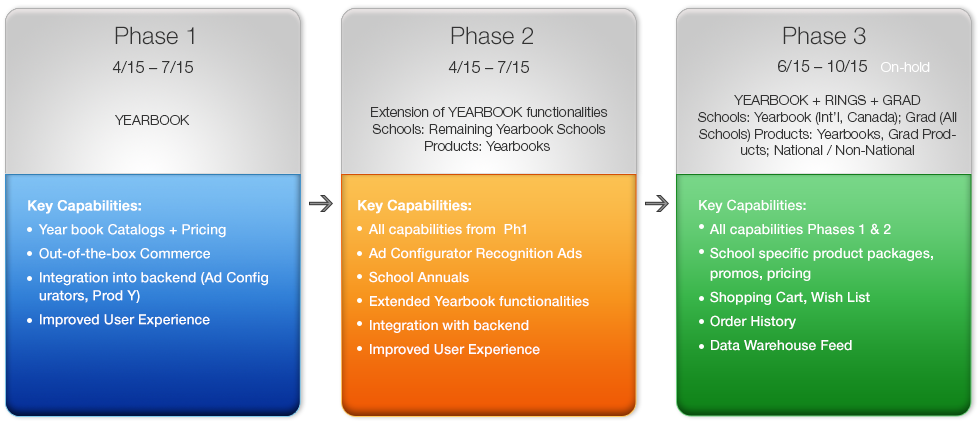 Phase 1
4/15 – 7/15
YEARBOOK
Key Capabilities:
• Year book Catalogs + Pricing
• Out-of-the-box Commerce
• Integration into backend (Ad Config
urators, Prod Y)
• Improved User Experience
Phase 2
4/15 – 7/15
Extension of YEARBOOK functionalities
Schools: Remaining Yearbook Schools
Products: Yearbooks
Key Capabilities:
• All capabilities from Ph1
• Ad Configurator Recognition Ads
• School Annuals
• Extended Yearbook functionalities
• Integration with backend
• Improved User Experience
Phase 3
6/15 – 10/15 On-hold
YEARBOOK + RINGS + GRAD
Schools: Yearbook (Int'l, Canada); Grad (All
Schools) Products: Yearbooks, Grad Prod-
ucts; National / Non-National
Key Capabilities:
• All capabilities Phases 1 & 2
• School specific product packages,
promos, pricing
• Shopping Cart, Wish List
• Order History
• Data Warehouse Feed